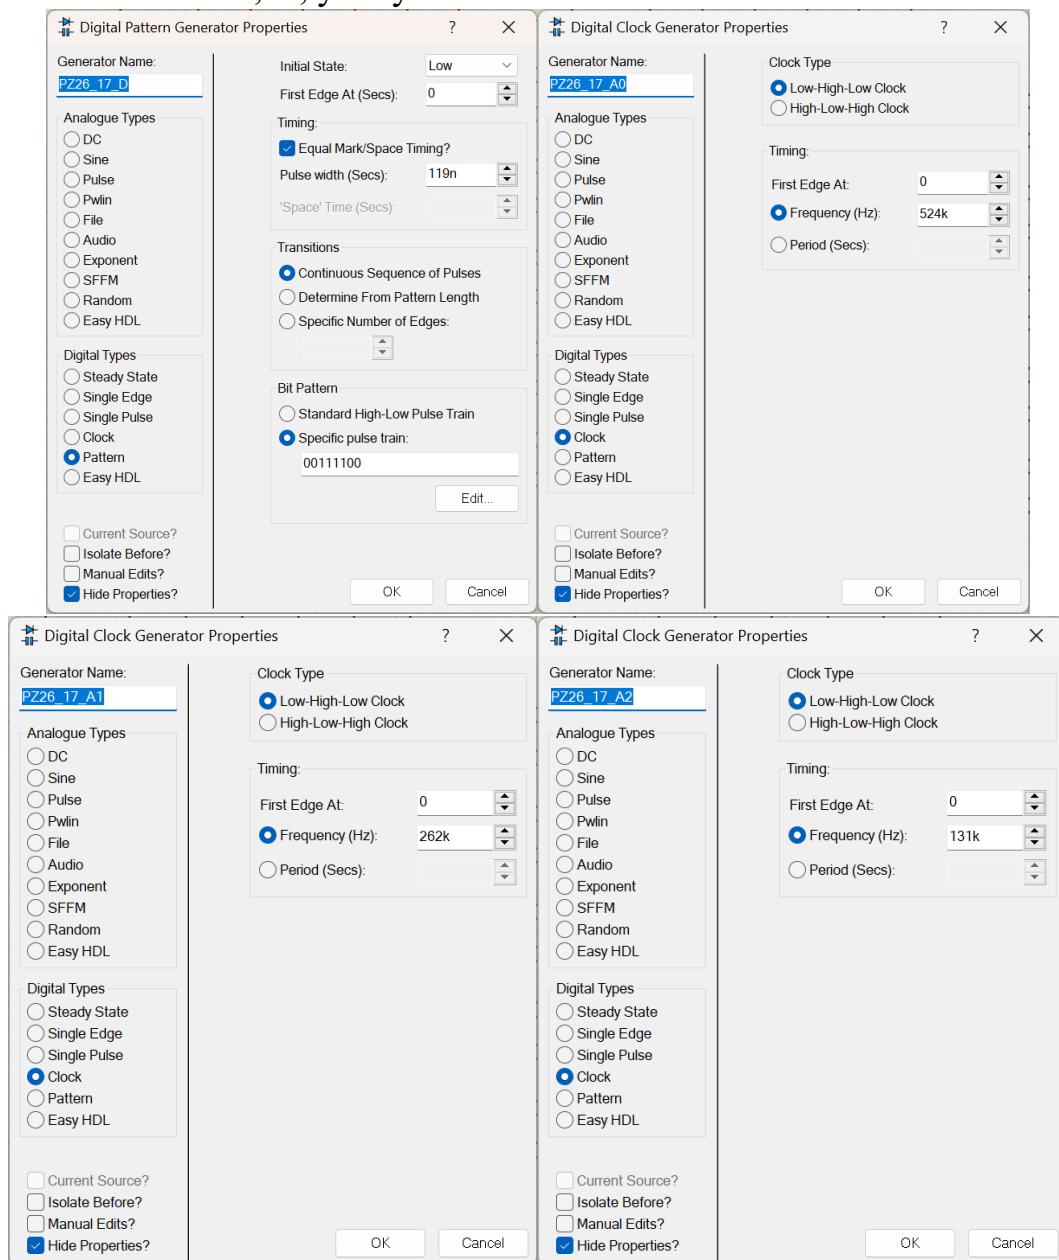 Digital Pattern Generator Properties ? ×
Generator Name:
PZ26_17_D
Analogue Types
DC
Sine
Pulse
Pwlin
File
Audio
Exponent
SFFM
Random
Easy HDL
Digital Types
Steady State
Single Edge
Single Pulse
Clock
Pattern
Easy HDL
Current Source?
Isolate Before?
Manual Edits?
Hide Properties?
Initial State: Low
First Edge At (Secs): 0
Timing:
Equal Mark/Space Timing?
Pulse width (Secs): 119n
'Space' Time (Secs):
Transitions
Continuous Sequence of Pulses
Determine From Pattern Length
Specific Number of Edges:
Bit Pattern
Standard High-Low Pulse Train
Specific pulse train:
00111100
Edit...
OK Cancel
Digital Clock Generator Properties ? ×
Generator Name:
PZ26_17_A0
Analogue Types
DC
Sine
Pulse
Pwlin
File
Audio
Exponent
SFFM
Random
Easy HDL
Digital Types
Steady State
Single Edge
Single Pulse
Clock
Pattern
Easy HDL
Current Source?
Isolate Before?
Manual Edits?
Hide Properties?
Clock Type
Low-High-Low Clock
High-Low-High Clock
Timing:
First Edge At: 0
Frequency (Hz): 524k
Period (Secs):
OK Cancel
Digital Clock Generator Properties ? ×
Generator Name:
PZ26_17_A1
Analogue Types
DC
Sine
Pulse
Pwlin
File
Audio
Exponent
SFFM
Random
Easy HDL
Digital Types
Steady State
Single Edge
Single Pulse
Clock
Pattern
Easy HDL
Current Source?
Isolate Before?
Manual Edits?
Hide Properties?
Clock Type
Low-High-Low Clock
High-Low-High Clock
Timing:
First Edge At: 0
Frequency (Hz): 262k
Period (Secs):
OK Cancel
Digital Clock Generator Properties ? ×
Generator Name:
PZ26_17_A2
Analogue Types
DC
Sine
Pulse
Pwlin
File
Audio
Exponent
SFFM
Random
Easy HDL
Digital Types
Steady State
Single Edge
Single Pulse
Clock
Pattern
Easy HDL
Current Source?
Isolate Before?
Manual Edits?
Hide Properties?
Clock Type
Low-High-Low Clock
High-Low-High Clock
Timing:
First Edge At: 0
Frequency (Hz): 131k
Period (Secs):
OK Cancel